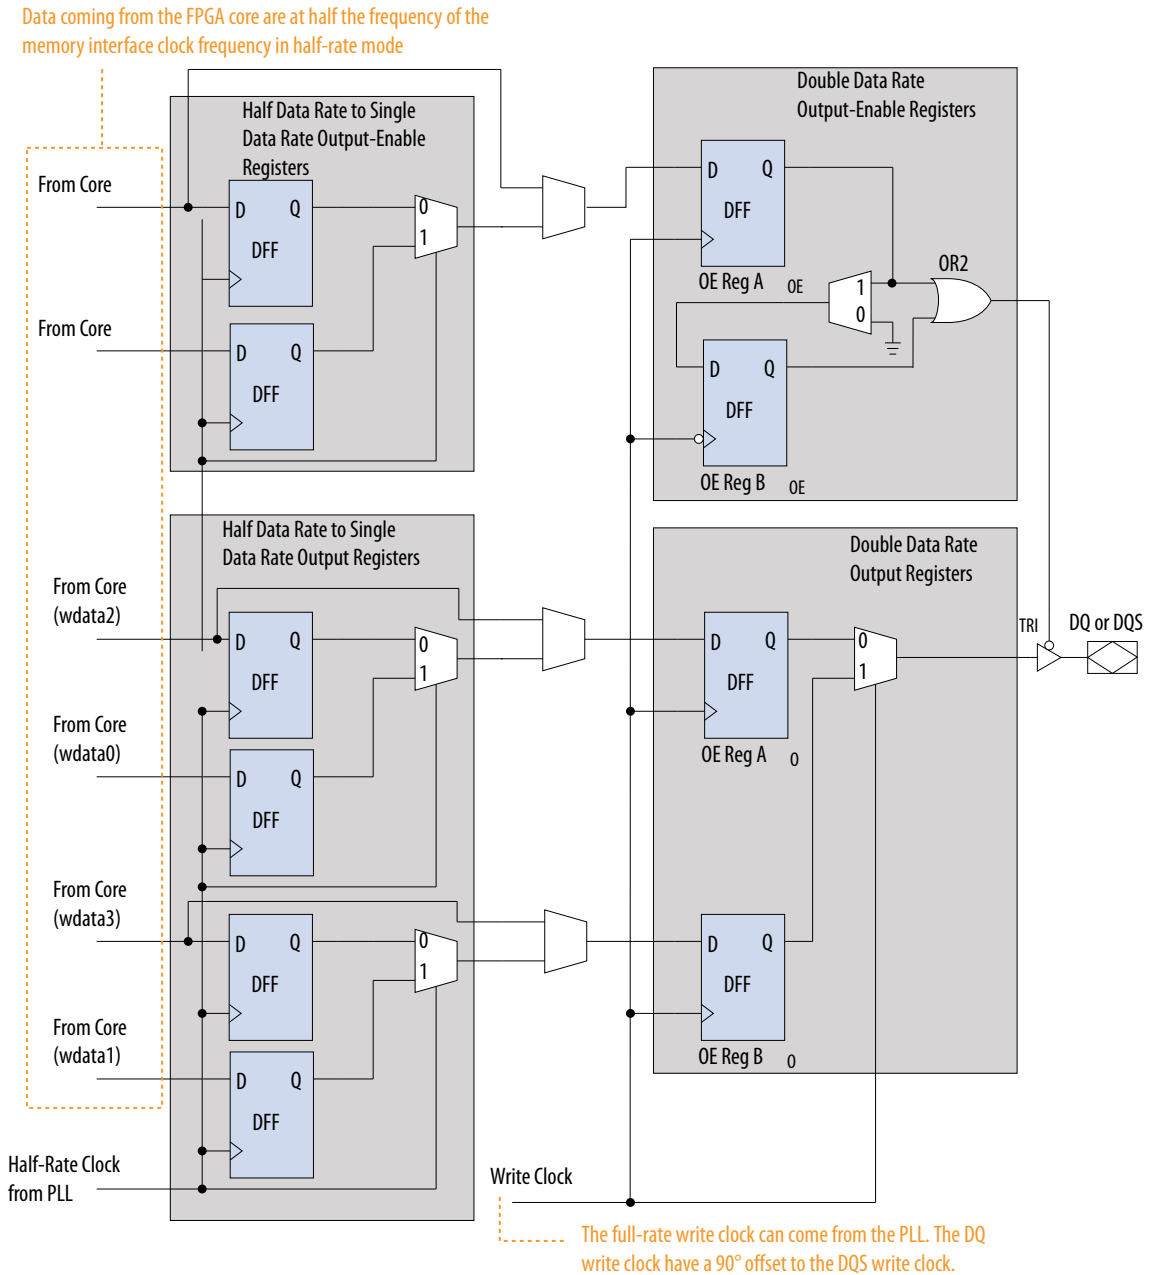 Data coming from the FPGA core are at half the frequency of the
memory interface clock frequency in half-rate mode
Half Data Rate to Single
Data Rate Output-Enable
Registers
Double Data Rate
Output-Enable Registers
From Core
D Q
DFF
0
1
D Q
DFF
OE Reg A OE
From Core
D Q
DFF
1
0
OR2
D Q
DFF
OE Reg B OE
Half Data Rate to Single
Data Rate Output Registers
Double Data Rate
Output Registers
From Core
(wdata2)
D Q
DFF
0
1
D Q
DFF
OE Reg A O
0
1
TRI
DQ or DQS
From Core
(wdata0)
D Q
DFF
From Core
(wdata3)
D Q
DFF
0
1
D Q
DFF
OE Reg B O
From Core
(wdata1)
D Q
DFF
Half-Rate Clock
from PLL
Write Clock
The full-rate write clock can come from the PLL. The DQ
write clock have a 90° offset to the DQS write clock.